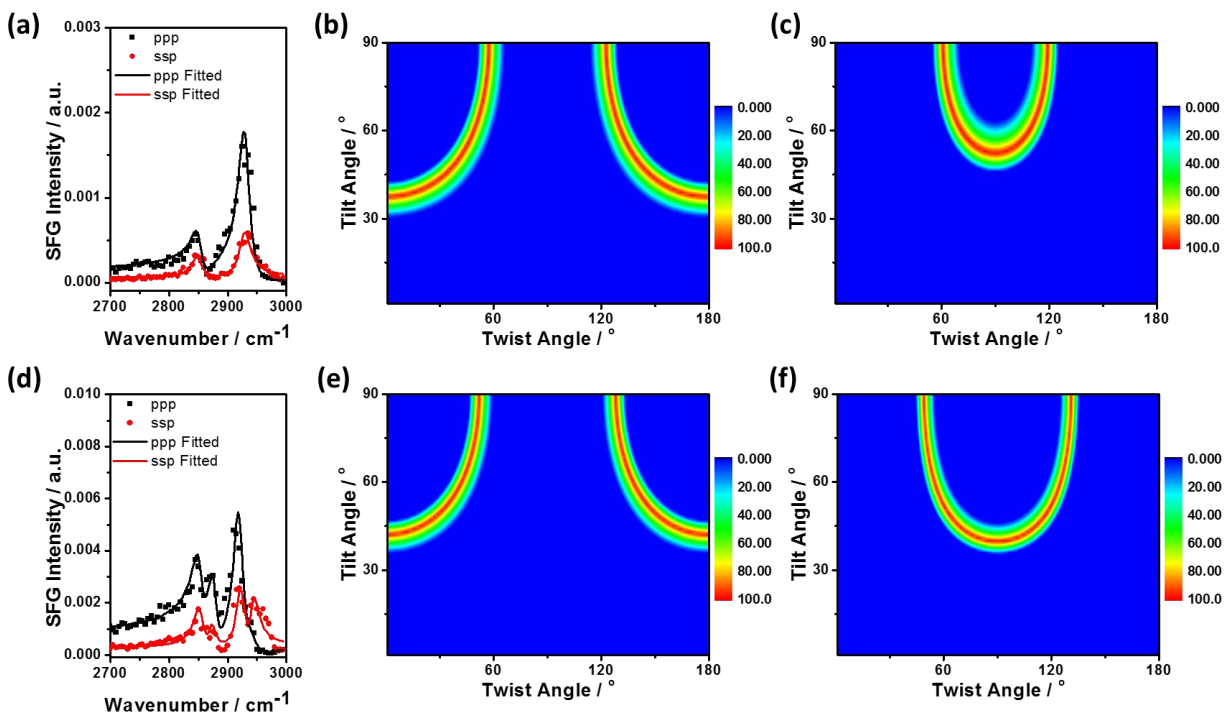 (a)
0.003
0.002
0.001
0.000
SFG Intensity / a.u.
ppp
ssp
ppp Fitted
ssp Fitted
2700 2800 2900 3000
Wavenumber / cm-1
(b)
90
60
30
Tilt Angle / °
60 120 180
Twist Angle / °
0.000
20.00
40.00
60.00
80.00
100.0
(c)
90
60
30
Tilt Angle / °
60 120 180
Twist Angle / °
0.000
20.00
40.00
60.00
80.00
100.0
(d)
0.010
0.008
0.006
0.004
0.002
0.000
SFG Intensity / a.u.
ppp
ssp
ppp Fitted
ssp Fitted
2700 2800 2900 3000
Wavenumber / cm-1
(e)
90
60
30
Tilt Angle / °
60 120 180
Twist Angle / °
0.000
20.00
40.00
60.00
80.00
100.0
(f)
90
60
30
Tilt Angle / °
60 120 180
Twist Angle / °
0.000
20.00
40.00
60.00
80.00
100.0